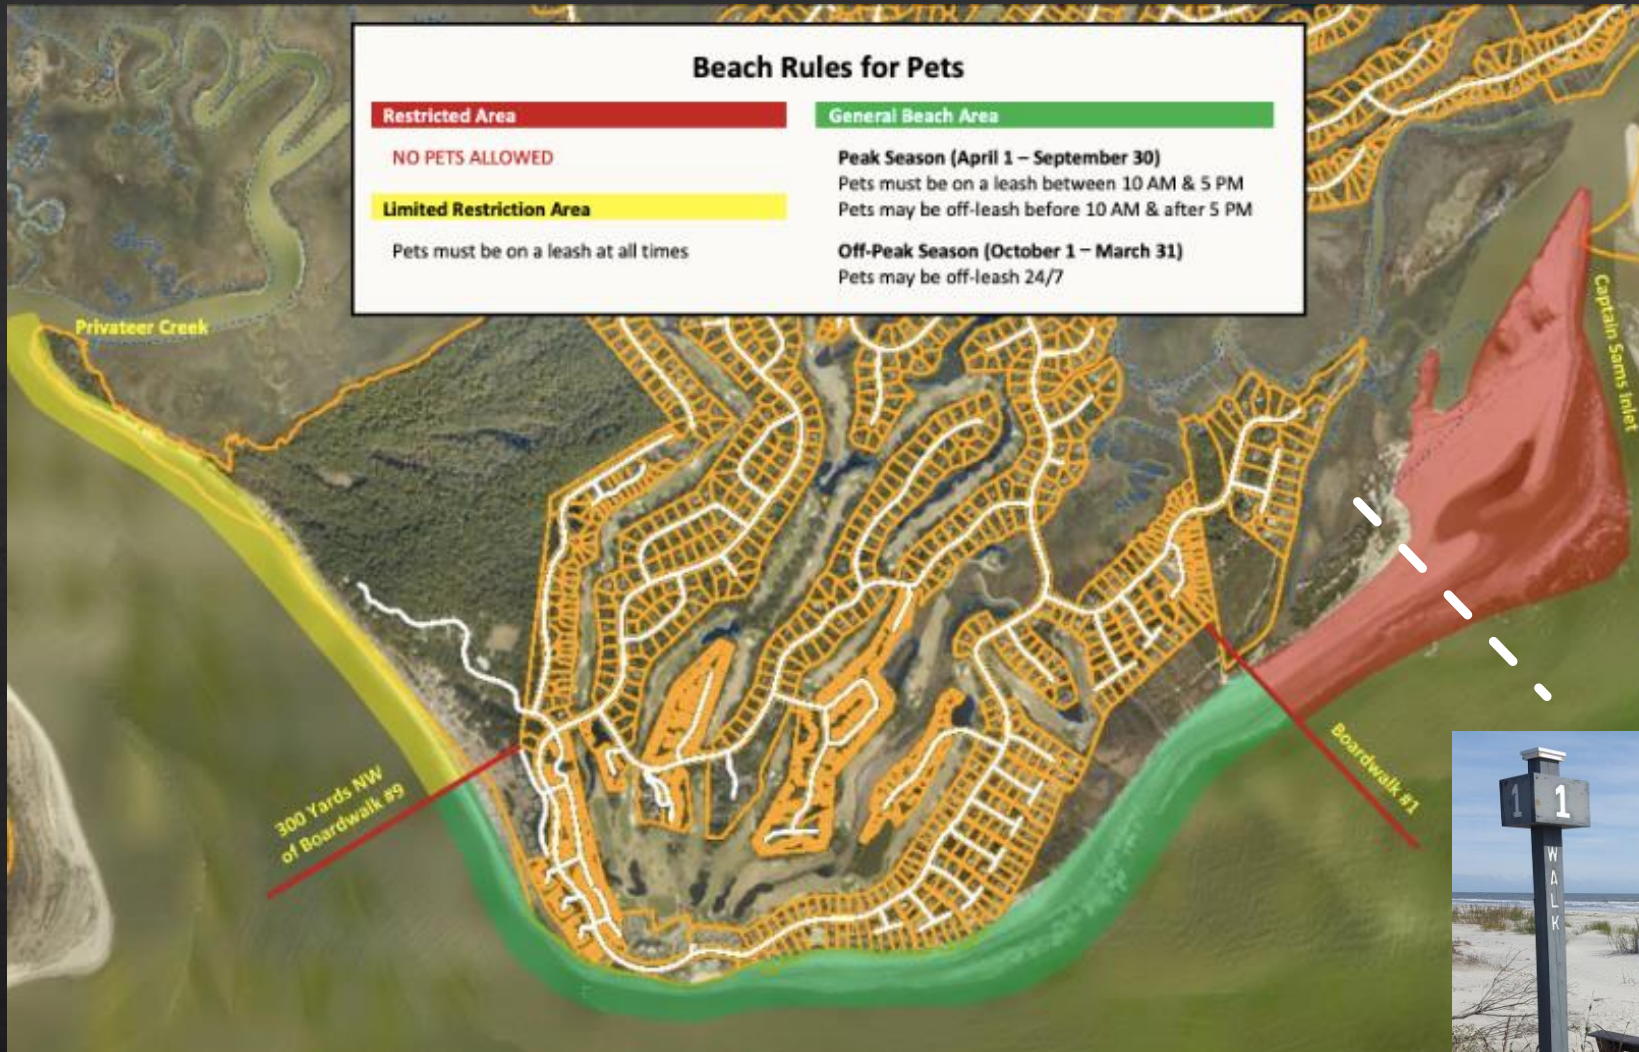 Beach Rules for Pets
Restricted Area
NO PETS ALLOWED
Limited Restriction Area
Pets must be on a leash at all times
General Beach Area
Peak Season (April 1 – September 30)
Pets must be on a leash between 10 AM & 5 PM
Pets may be off-leash before 10 AM & after 5 PM
Off-Peak Season (October 1 – March 31)
Pets may be off-leash 24/7
Privateer Creek
Captain Sams Inlet
300 Yards NW
of Boardwalk #9
Boardwalk #1
1 1
WALK